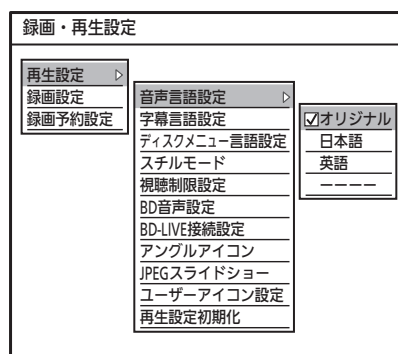 録画・再生設定
再生設定 ▷
録画設定
録画予約設定
音声言語設定 ▷
字幕言語設定
ディスクメニュー言語設定
スチルモード
視聴制限設定
BD音声設定
BD-LIVE接続設定
アングルアイコン
JPEGスライドショー
ユーザーアイコン設定
再生設定初期化
☑オリジナル
日本語
英語
－－－－